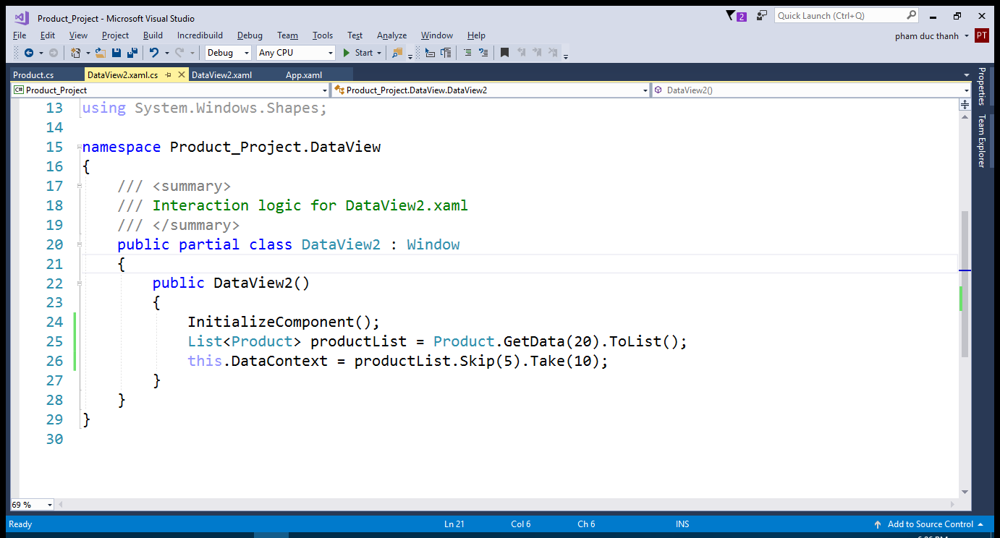 Product_Project - Microsoft Visual Studio
2
Quick Launch (Ctrl+Q)
File Edit View Project Build Incredibuild Debug Team Tools Test Analyze Window Help
pham duc thanh PT
Debug Any CPU Start
Product.cs DataView2.xaml.cs DataView2.xaml App.xaml
C# Product_Project Product_Project.DataView.DataView2 DataView2()
Properties
Team Explorer
13 using System.Windows.Shapes;
14
15 namespace Product_Project.DataView
16 {
17 /// <summary>
18 /// Interaction logic for DataView2.xaml
19 /// </summary>
20 public partial class DataView2 : Window
21 {
22 public DataView2()
23 {
24 InitializeComponent();
25 List<Product> productList = Product.GetData(20).ToList();
26 this.DataContext = productList.Skip(5).Take(10);
27 }
28 }
29 }
30
69 %
Ready Ln 21 Col 6 Ch 6 INS Add to Source Control